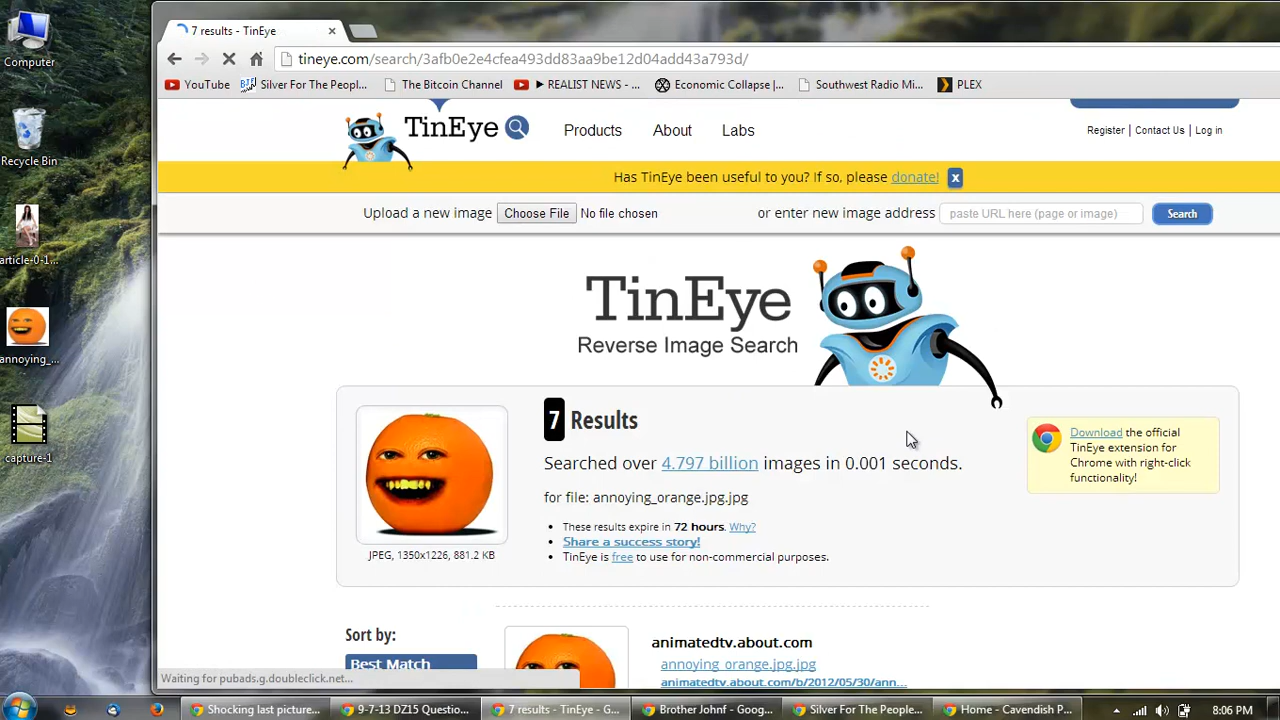 Computer
Recycle Bin
article-0-1...
annoying_...
capture-1
7 results - TinEye
tineye.com/search/3afb0e2e4cfea493dd83aa9be12d04add43a793d/
YouTube
Silver For The Peopl...
The Bitcoin Channel
► REALIST NEWS - ...
Economic Collapse |...
Southwest Radio Mi...
PLEX
TinEye
Products
About
Labs
Register | Contact Us | Log in
Has TinEye been useful to you? If so, please donate! x
Upload a new image Choose File No file chosen
or enter new image address paste URL here (page or image) Search
TinEye
Reverse Image Search
7 Results
Searched over 4.797 billion images in 0.001 seconds.
for file: annoying_orange.jpg.jpg
These results expire in 72 hours. Why?
Share a success story!
TinEye is free to use for non-commercial purposes.
JPEG, 1350x1226, 881.2 KB
Download the official
TinEye extension for
Chrome with right-click
functionality!
Sort by:
Best Match
animatedtv.about.com
annoying_orange.jpg.jpg
animatedtv.about.com/b/2012/05/30/ann...
Waiting for pubads.g.doubleclick.net...
Shocking last picture...
9-7-13 DZ15 Questio...
7 results - TinEye - G...
Brother Johnf - Goog...
Silver For The People...
Home - Cavendish P...
8:06 PM